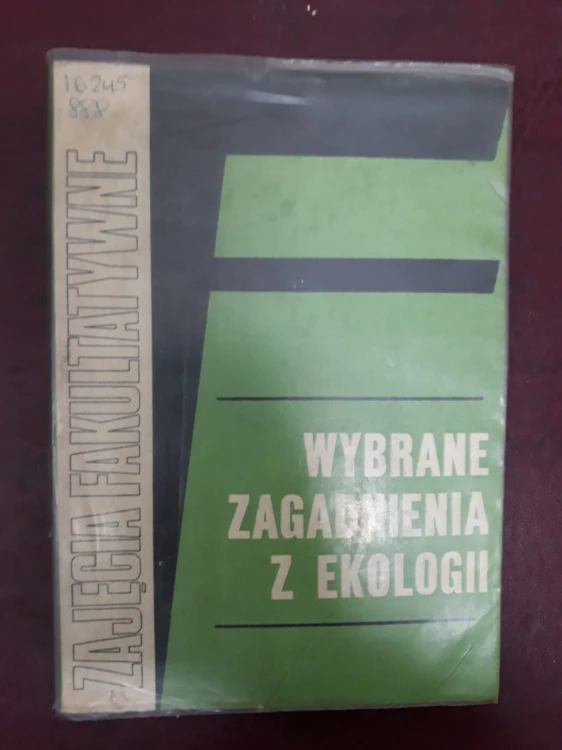 16245
888
ZAJĘCIA FAKULTATYWNE
WYBRANE
ZAGADNIENIA
Z EKOLOGII